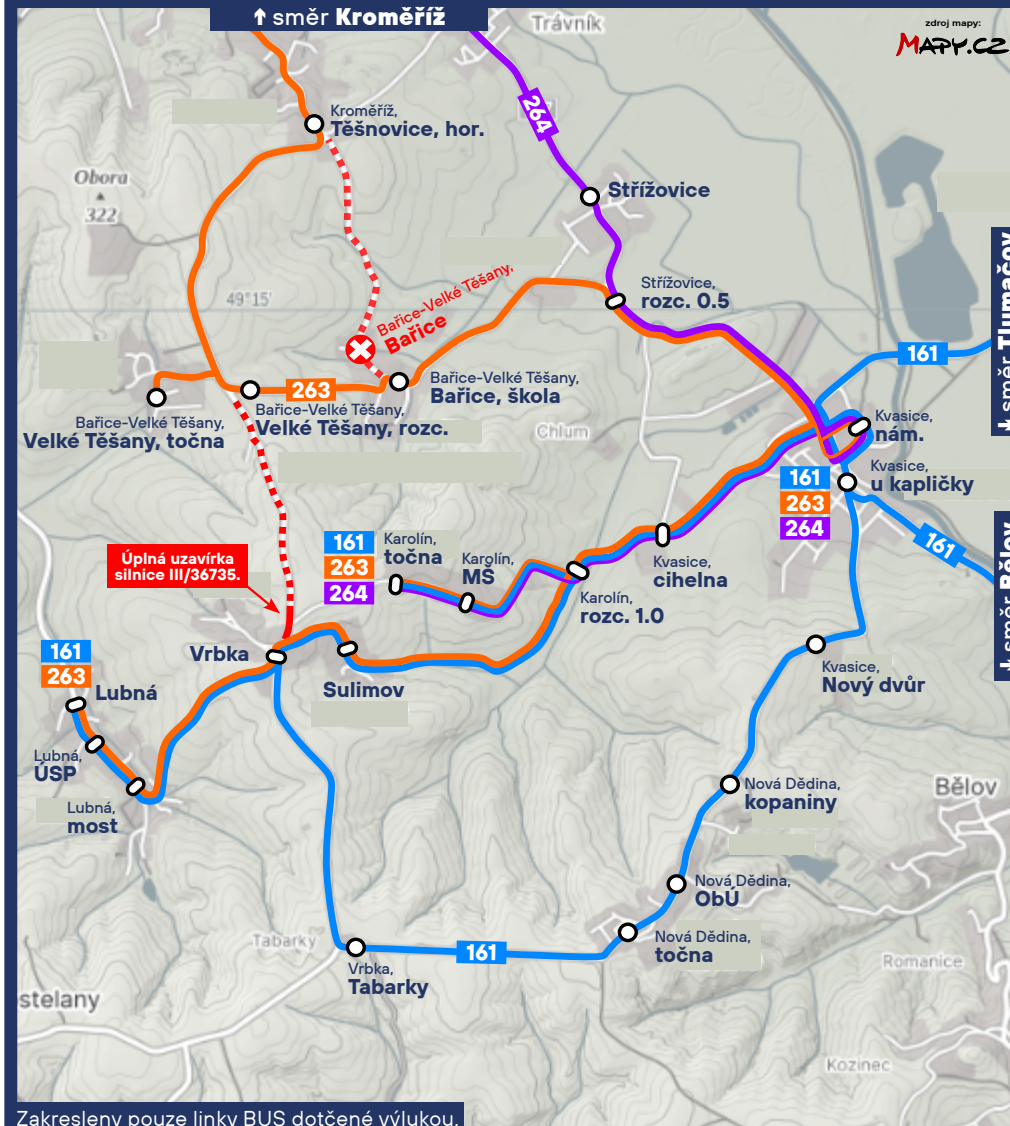 ↑ směr Kroměříž
Trávník
zdroj mapy:
MAPY.CZ
264
Kroměříž,
Těšnovice, hor.
Obora
322
Střížovice
49°15'
Střížovice,
rozc. 0.5
Bařice-Velké Těšany,
Bařice
↓ směr Tlumačov
161
263
Bařice-Velké Těšany,
Bařice, škola
Bařice-Velké Těšany,
Velké Těšany, točna
Bařice-Velké Těšany,
Velké Těšany, rozc.
Chlum
Kvasice,
nám.
Kvasice,
u kapličky
161
263
264
161
↓ směr Bělov
Úplná uzavírka
silnice III/36735.
161
263
264
Karolín,
točna
Karolín,
MŠ
Kvasice,
cihelna
Karolín,
rozc. 1.0
161
263
Lubná
Vrbka
Sulimov
Kvasice,
Nový dvůr
Lubná,
ÚSP
Lubná,
most
Nová Dědina,
kopaniny
Bělov
Nová Dědina,
ObÚ
Nová Dědina,
točna
Tabarky
161
Vrbka,
Tabarky
Romanice
stelany
Kozinec
Zakresleny pouze linky BUS dotčené výlukou.